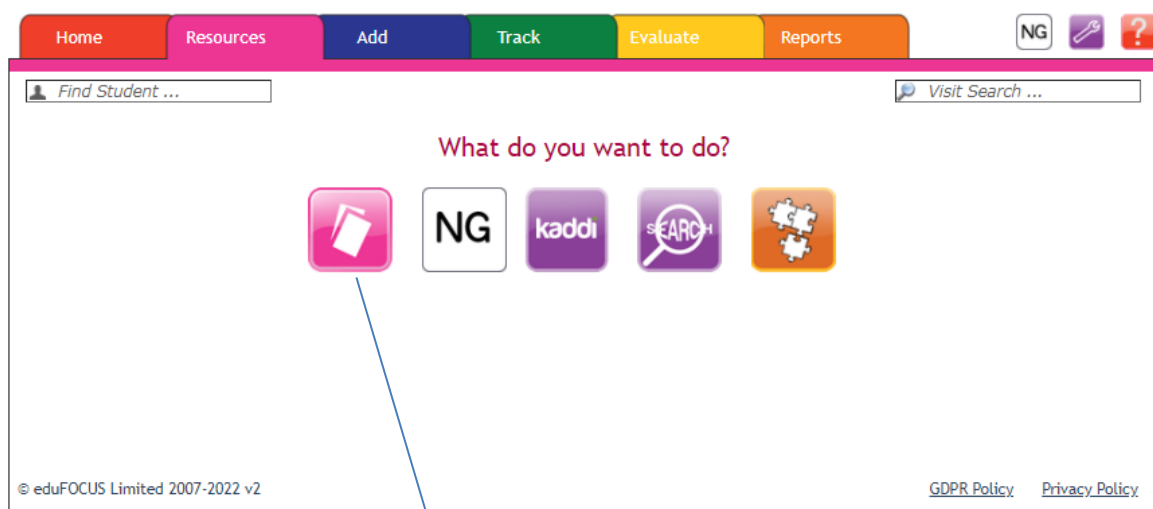 Home Resources Add Track Evaluate Reports NG ?
Find Student ... Visit Search ...
What do you want to do?
NG kaddi SEARCH
© eduFOCUS Limited 2007-2022 v2 GDPR Policy Privacy Policy